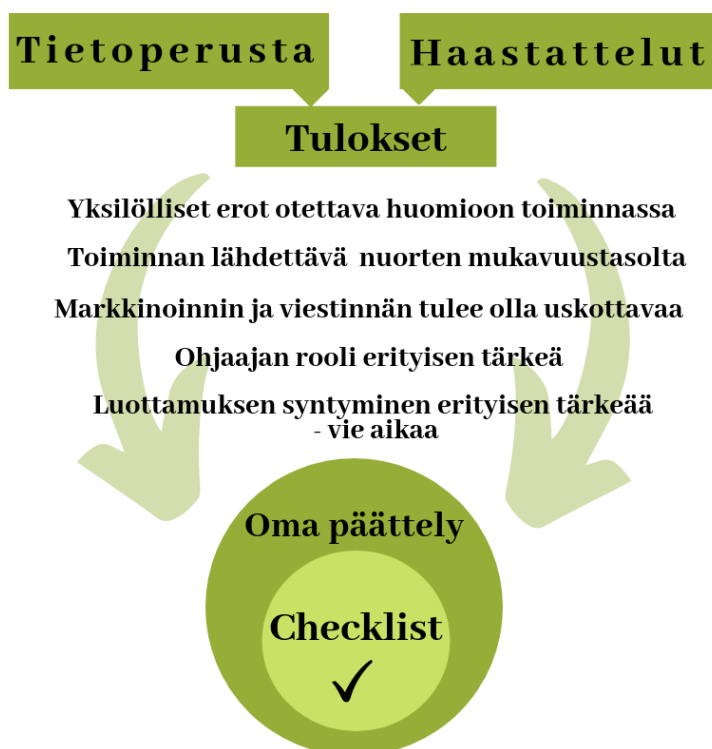 Tietoperusta
Haastattelut
Tulokset
Yksilölliset erot otettava huomioon toiminnassa
Toiminnan lähdettävä nuorten mukavuustasolta
Markkinoinnin ja viestinnän tulee olla uskottavaa
Ohjaajan rooli erityisen tärkeä
Luottamuksen syntyminen erityisen tärkeää
- vie aikaa
Oma päättely
Checklist